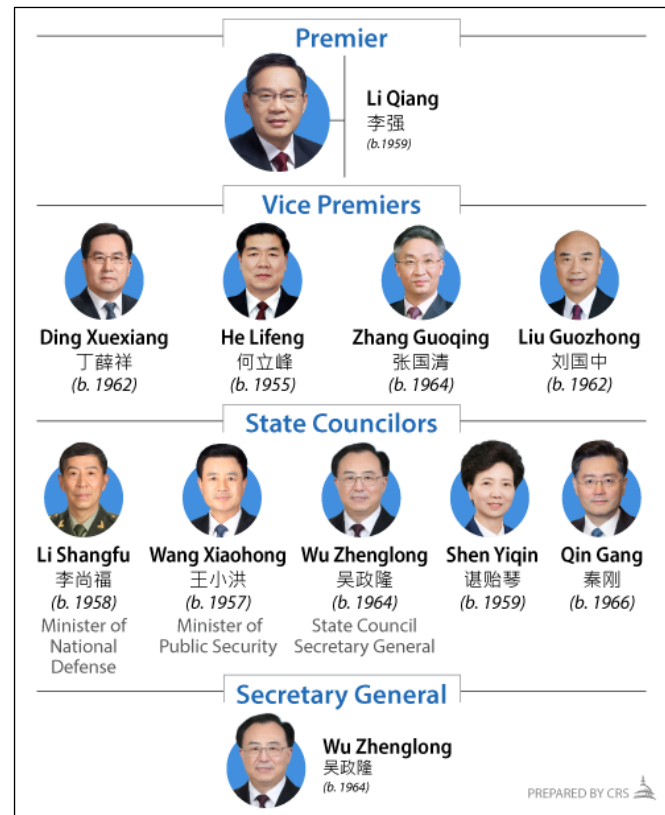 Premier
Li Qiang
李强
(b.1959)
Vice Premiers
Ding Xuexiang
丁薛祥
(b. 1962)
He Lifeng
何立峰
(b. 1955)
Zhang Guoqing
张国清
(b. 1964)
Liu Guozhong
刘国中
(b. 1962)
State Councilors
Li Shangfu
李尚福
(b. 1958)
Minister of
National
Defense
Wang Xiaohong
王小洪
(b. 1957)
Minister of
Public Security
Wu Zhenglong
吴政隆
(b. 1964)
State Council
Secretary General
Shen Yiqin
谌贻琴
(b. 1959)
Qin Gang
秦刚
(b. 1966)
Secretary General
Wu Zhenglong
吴政隆
(b. 1964)
PREPARED BY CRS